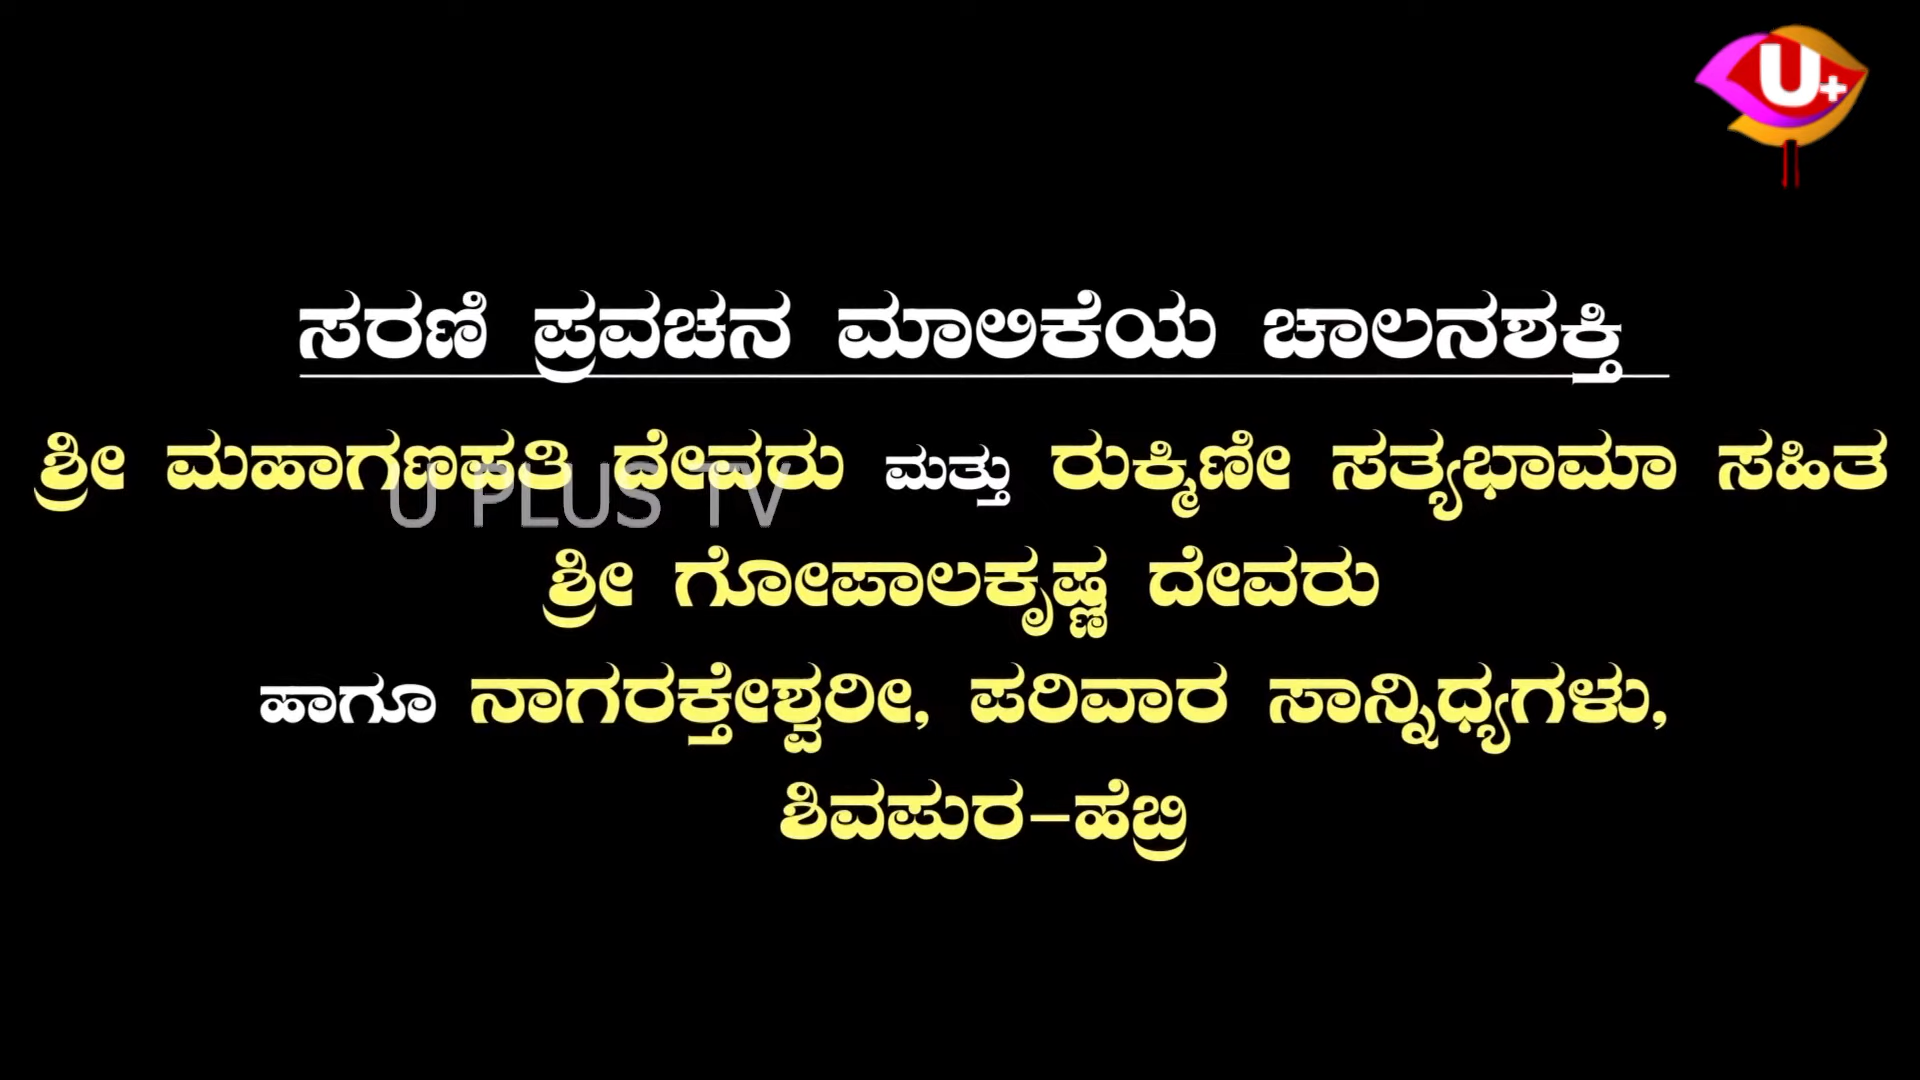 U+
ಸರಣಿ ಪ್ರವಚನ ಮಾಲಿಕೆಯ ಚಾಲನಶಕ್ತಿ
ಶ್ರೀ ಮಹಾಗಣಪತಿ ದೇವರು ಮತ್ತು ರುಕ್ಮಿಣೀ ಸತ್ಯಭಾಮಾ ಸಹಿತ
U PLUS TV
ಶ್ರೀ ಗೋಪಾಲಕೃಷ್ಣ ದೇವರು
ಹಾಗೂ ನಾಗರಕ್ತೇಶ್ವರೀ, ಪರಿವಾರ ಸಾನ್ನಿಧ್ಯಗಳು,
ಶಿವಪುರ-ಹೆಬ್ರಿ